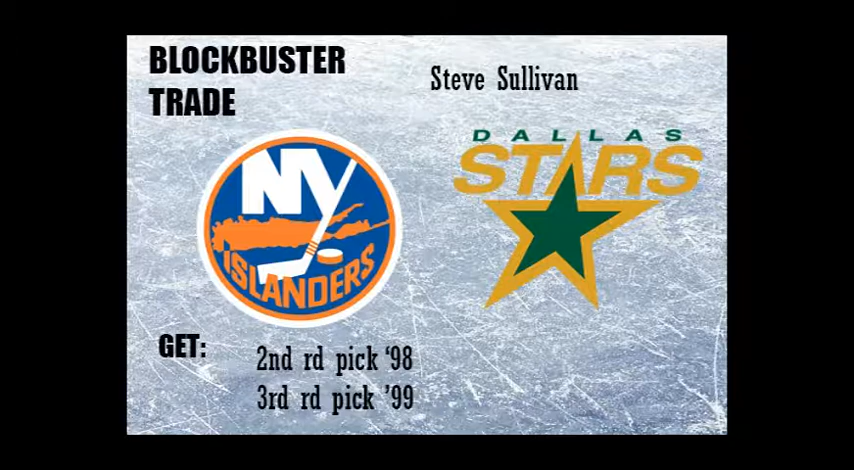 BLOCKBUSTER
TRADE
Steve Sullivan
NY
ISLANDERS
DALLAS
STARS
GET:
2nd rd pick ‘98
3rd rd pick ’99